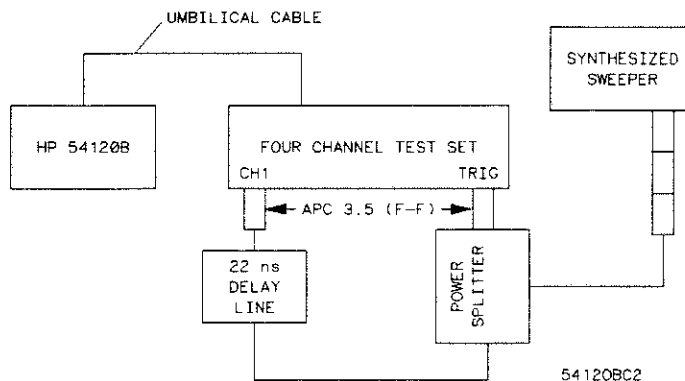 UMBILICAL CABLE
SYNTHESIZED
SWEEPER
HP 54120B
FOUR CHANNEL TEST SET
CH1
TRIG
APC 3.5 (F-F)
22 ns
DELAY
LINE
POWER
SPLITTER
54120BC2